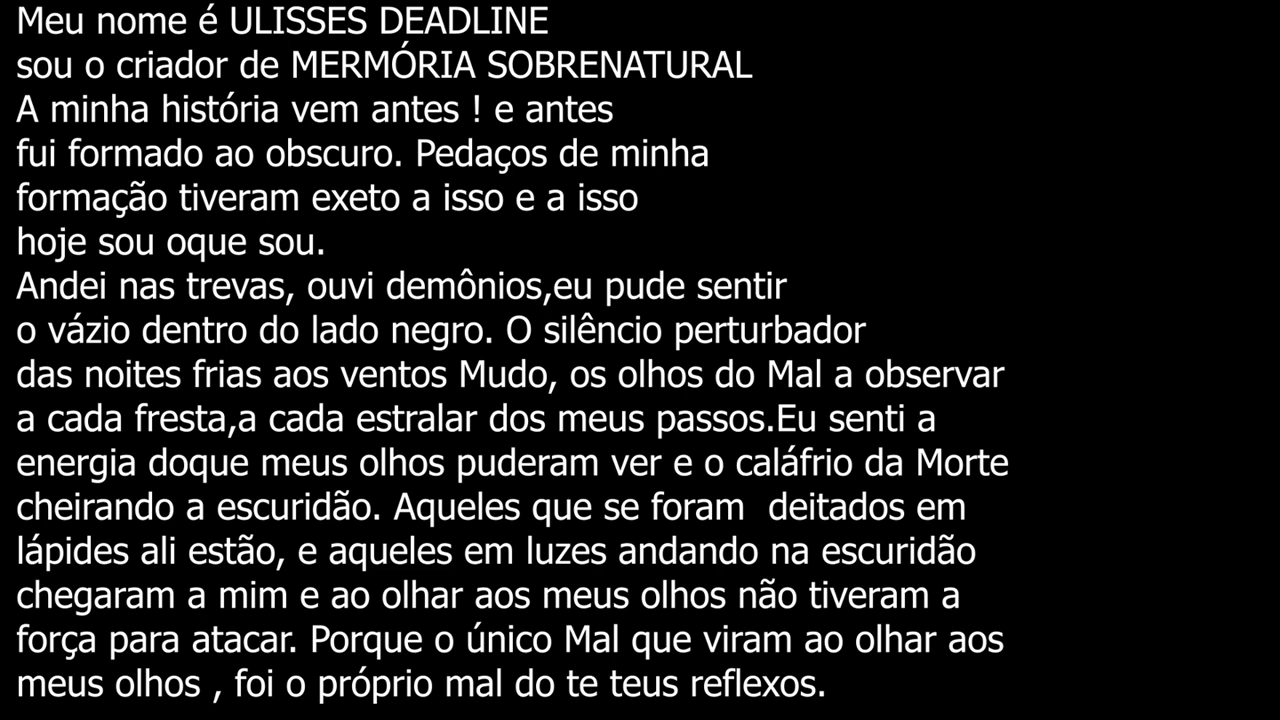 Meu nome é ULISSES DEADLINE
sou o criador de MERMÓRIA SOBRENATURAL
A minha história vem antes ! e antes
fui formado ao obscuro. Pedaços de minha
formação tiveram exeto a isso e a isso
hoje sou oque sou.
Andei nas trevas, ouvi demônios,eu pude sentir
o vázio dentro do lado negro. O silêncio perturbador
das noites frias aos ventos Mudo, os olhos do Mal a observar
a cada fresta,a cada estralar dos meus passos.Eu senti a
energia doque meus olhos puderam ver e o caláfrio da Morte
cheirando a escuridão. Aqueles que se foram  deitados em
lápides ali estão, e aqueles em luzes andando na escuridão
chegaram a mim e ao olhar aos meus olhos não tiveram a
força para atacar. Porque o único Mal que viram ao olhar aos
meus olhos , foi o próprio mal do te teus reflexos.